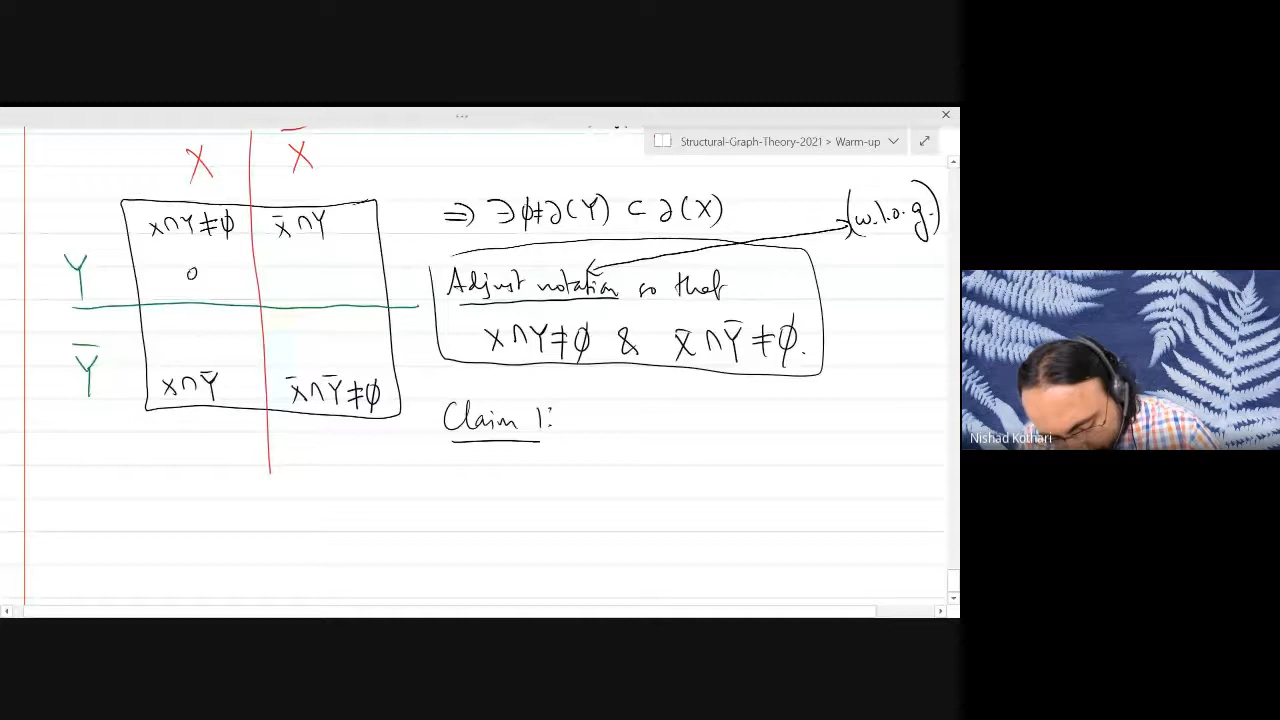 Structural-Graph-Theory-2021 > Warm-up
X X̄
X∩Y≠ϕ X̄∩Y
Y
Ȳ
X∩Ȳ X̄∩Ȳ≠ϕ
⇒ ∃ ϕ≠∂(Y) ⊂ ∂(X)
(w.l.o.g.)
Adjust notation so that
X∩Y≠ϕ & X̄∩Ȳ≠ϕ.
Claim 1:
Nishad Kothari